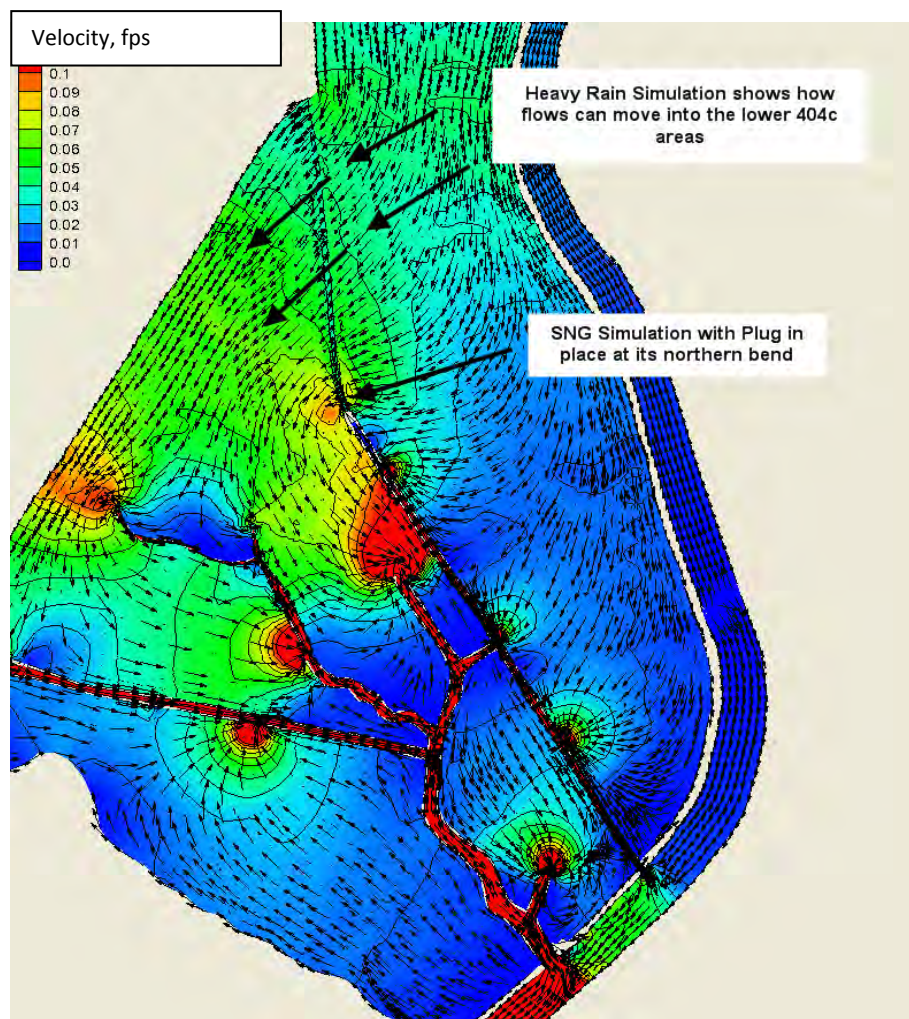 Velocity, fps
0.1
0.09
0.08
0.07
0.06
0.05
0.04
0.03
0.02
0.01
0.0
Heavy Rain Simulation shows how
flows can move into the lower 404c
areas
SNG Simulation with Plug in
place at its northern bend